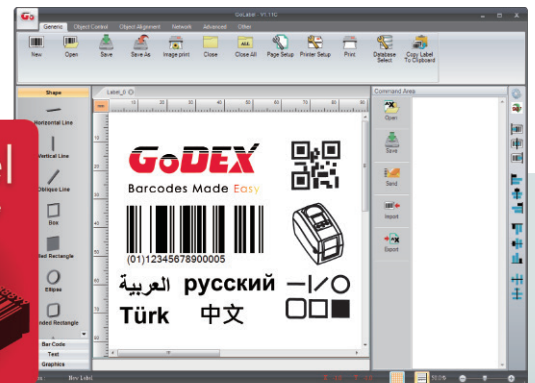 GoLabel - V1.11G
Go
Generic Object Control Object Alignment Network Advanced Other
New Open Save Save As Image print Close Close All Page Setup Printer Setup Print Database Select Copy Label To Clipboard
Shape
Label_0
Command Area
Horizontal Line
Vertical Line
Oblique Line
Box
Ellipse
Bar Code
Text
Graphics
GoDEX
Barcodes Made Easy
(01)12345678900005
العربية русский
Türk 中文
Open
Save
Send
Import
Export
New Label